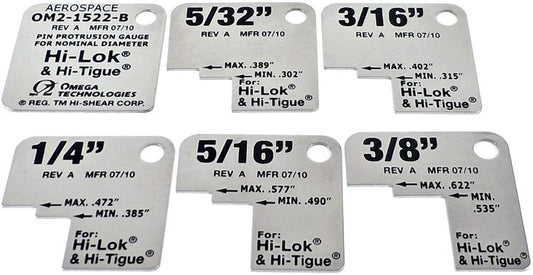 AEROSPACE
OM2-1522-B
REV A MFR 07/10
PIN PROTRUSION GAUGE
FOR NOMINAL DIAMETER
Hi-Lok®
& Hi-Tigue®
OMEGA
TECHNOLOGIES
® REG. TM HI-SHEAR CORP.
5/32”
REV A MFR 07/10
MAX. .389”
MIN. .302”
For:
Hi-Lok®
& Hi-Tigue®
3/16”
REV A MFR 07/10
MAX. .402”
MIN. .315”
For:
Hi-Lok®
& Hi-Tigue®
1/4”
REV A MFR 07/10
MAX. .472”
MIN. .385”
For:
Hi-Lok®
& Hi-Tigue®
5/16”
REV A MFR 07/10
MAX. .577”
MIN. .490”
For:
Hi-Lok®
& Hi-Tigue®
3/8”
REV A MFR 07/10
MAX. .622”
MIN.
.535”
For:
Hi-Lok®
& Hi-Tigue®